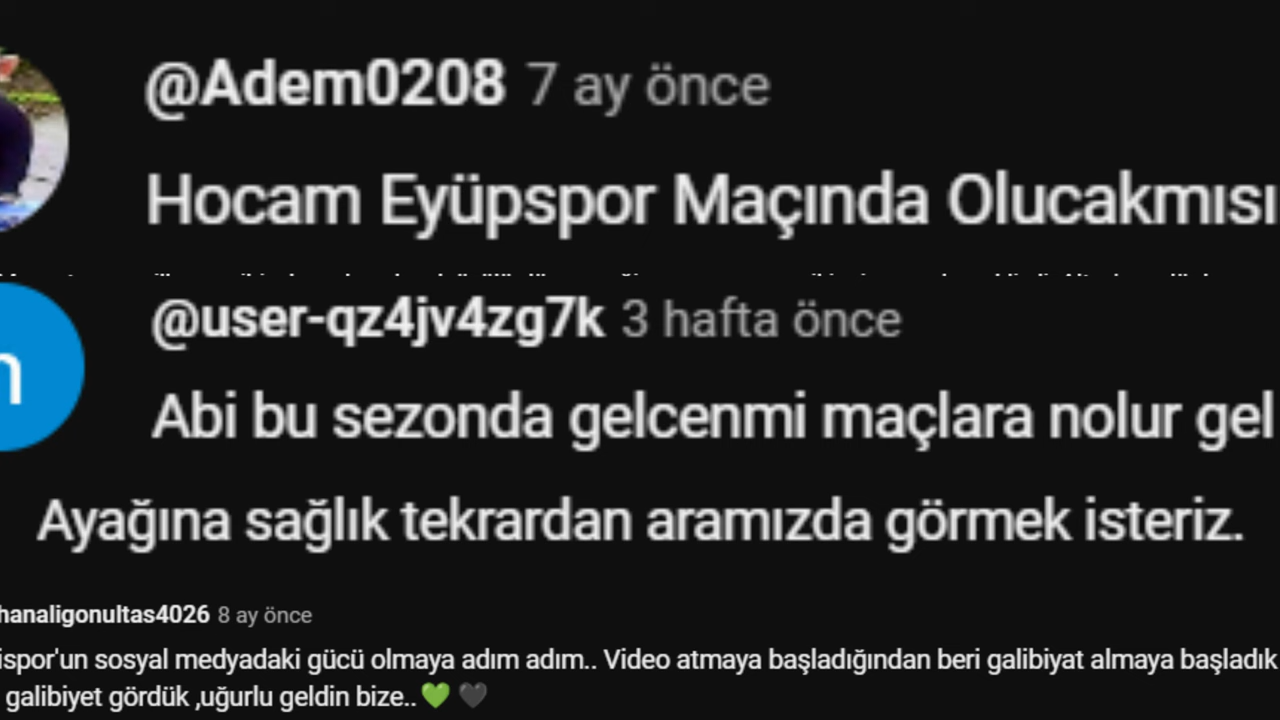 @Adem0208 7 ay önce
Hocam Eyüpspor Maçında Olucakmısı
@user-qz4jv4zg7k 3 hafta önce
Abi bu sezonda gelcenmi maçlara nolur gel
Ayağına sağlık tekrardan aramızda görmek isteriz.
hanaligonultas4026 8 ay önce
ispor'un sosyal medyadaki gücü olmaya adım adım.. Video atmaya başladığından beri galibiyat almaya başladık
galibiyet gördük ,uğurlu geldin bize..💚🖤